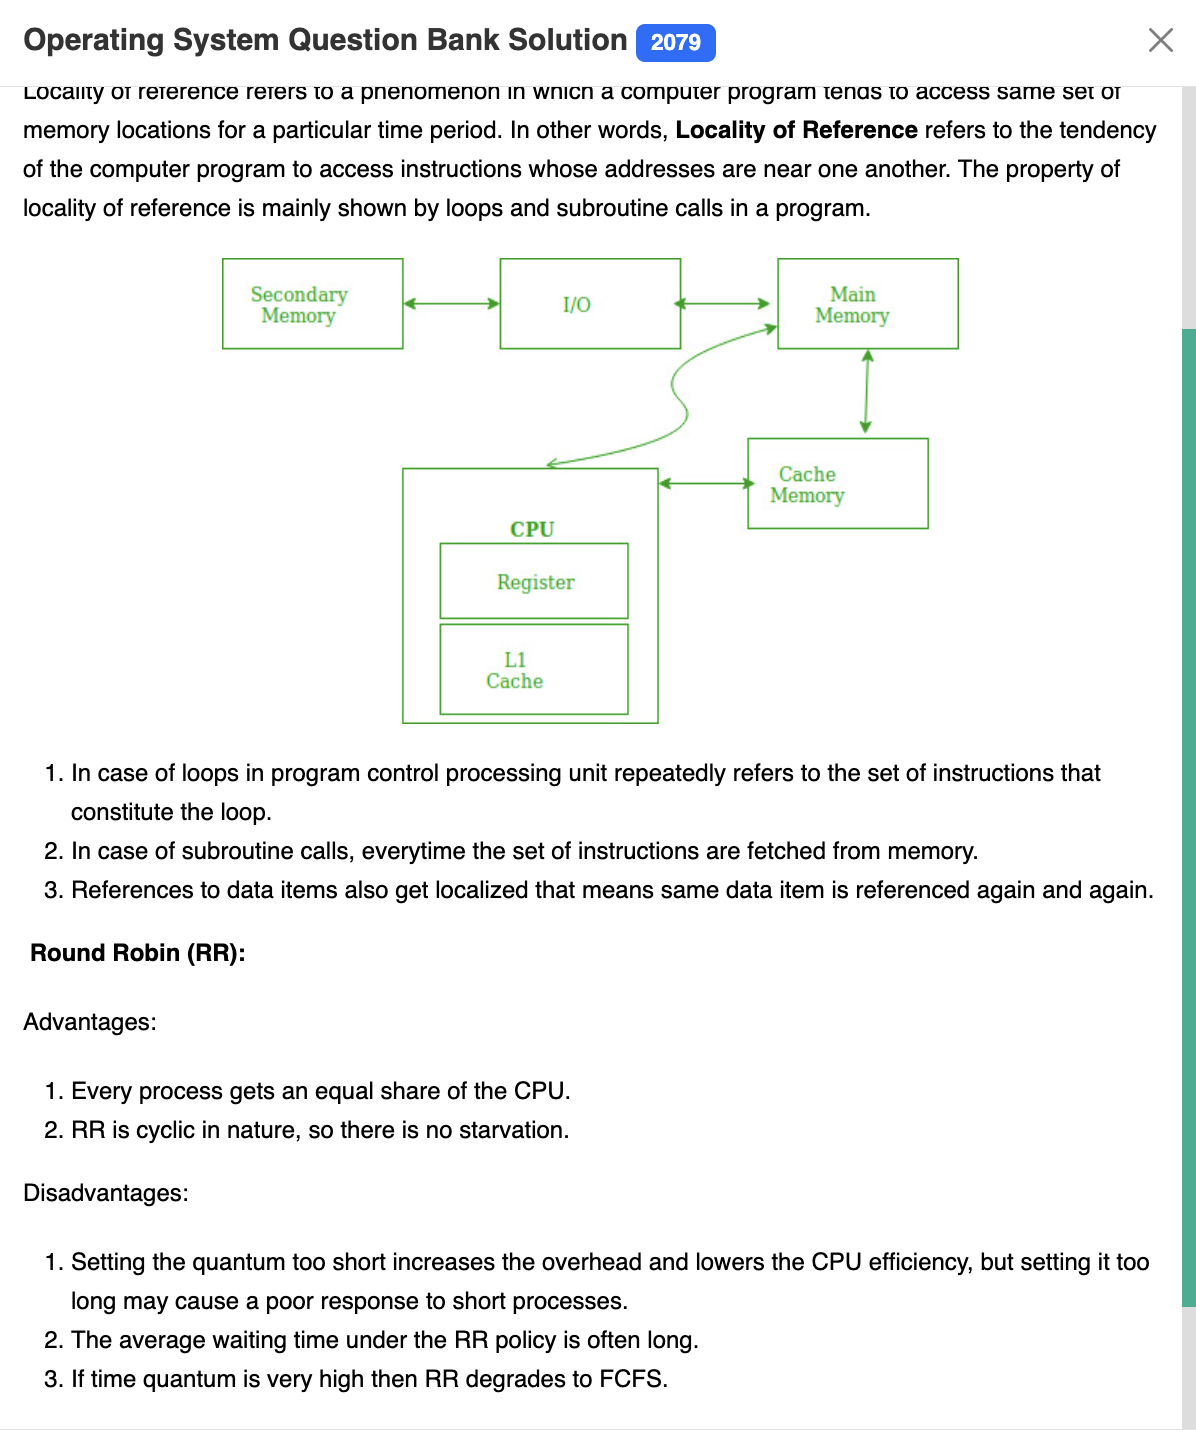 Operating System Question Bank Solution 2079
Locality of reference refers to a phenomenon in which a computer program tends to access same set of
memory locations for a particular time period. In other words, Locality of Reference refers to the tendency
of the computer program to access instructions whose addresses are near one another. The property of
locality of reference is mainly shown by loops and subroutine calls in a program.
Secondary
Memory
I/O
Main
Memory
Cache
Memory
CPU
Register
L1
Cache
1. In case of loops in program control processing unit repeatedly refers to the set of instructions that
constitute the loop.
2. In case of subroutine calls, everytime the set of instructions are fetched from memory.
3. References to data items also get localized that means same data item is referenced again and again.
Round Robin (RR):
Advantages:
1. Every process gets an equal share of the CPU.
2. RR is cyclic in nature, so there is no starvation.
Disadvantages:
1. Setting the quantum too short increases the overhead and lowers the CPU efficiency, but setting it too
long may cause a poor response to short processes.
2. The average waiting time under the RR policy is often long.
3. If time quantum is very high then RR degrades to FCFS.